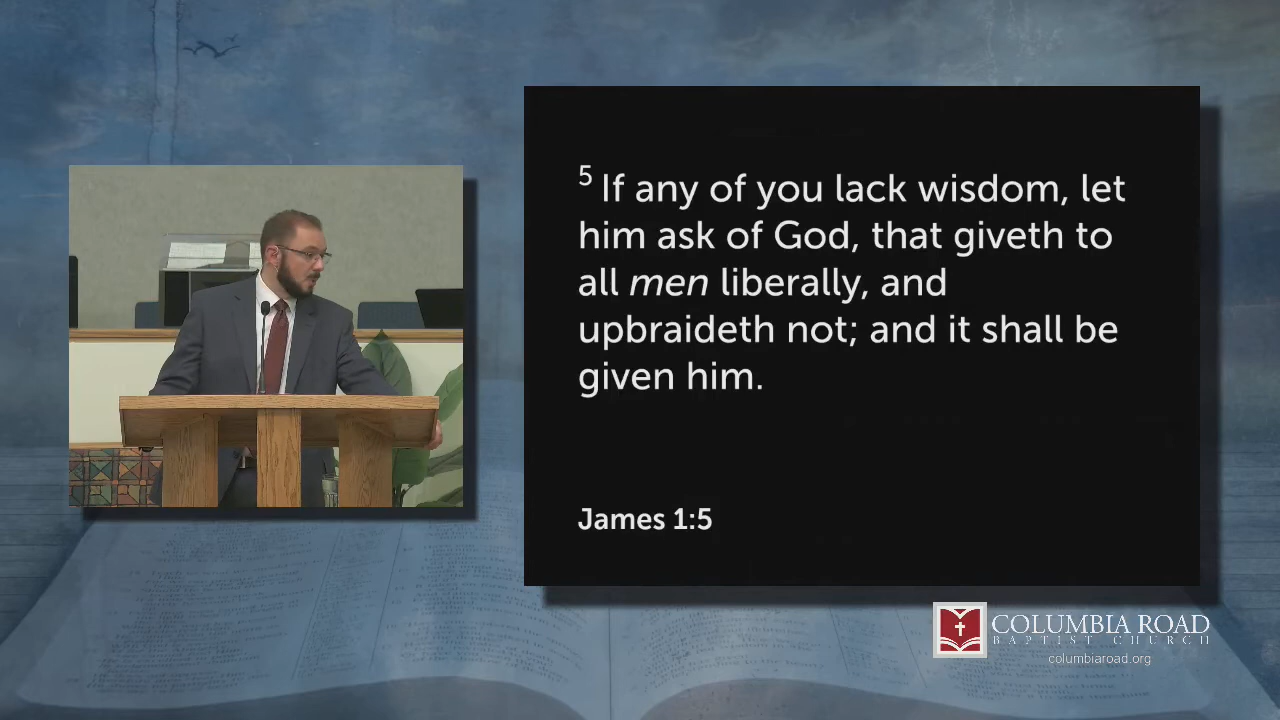 5 If any of you lack wisdom, let
him ask of God, that giveth to
all men liberally, and
upbraideth not; and it shall be
given him.
James 1:5
COLUMBIA ROAD
BAPTIST CHURCH
columbiaroad.org